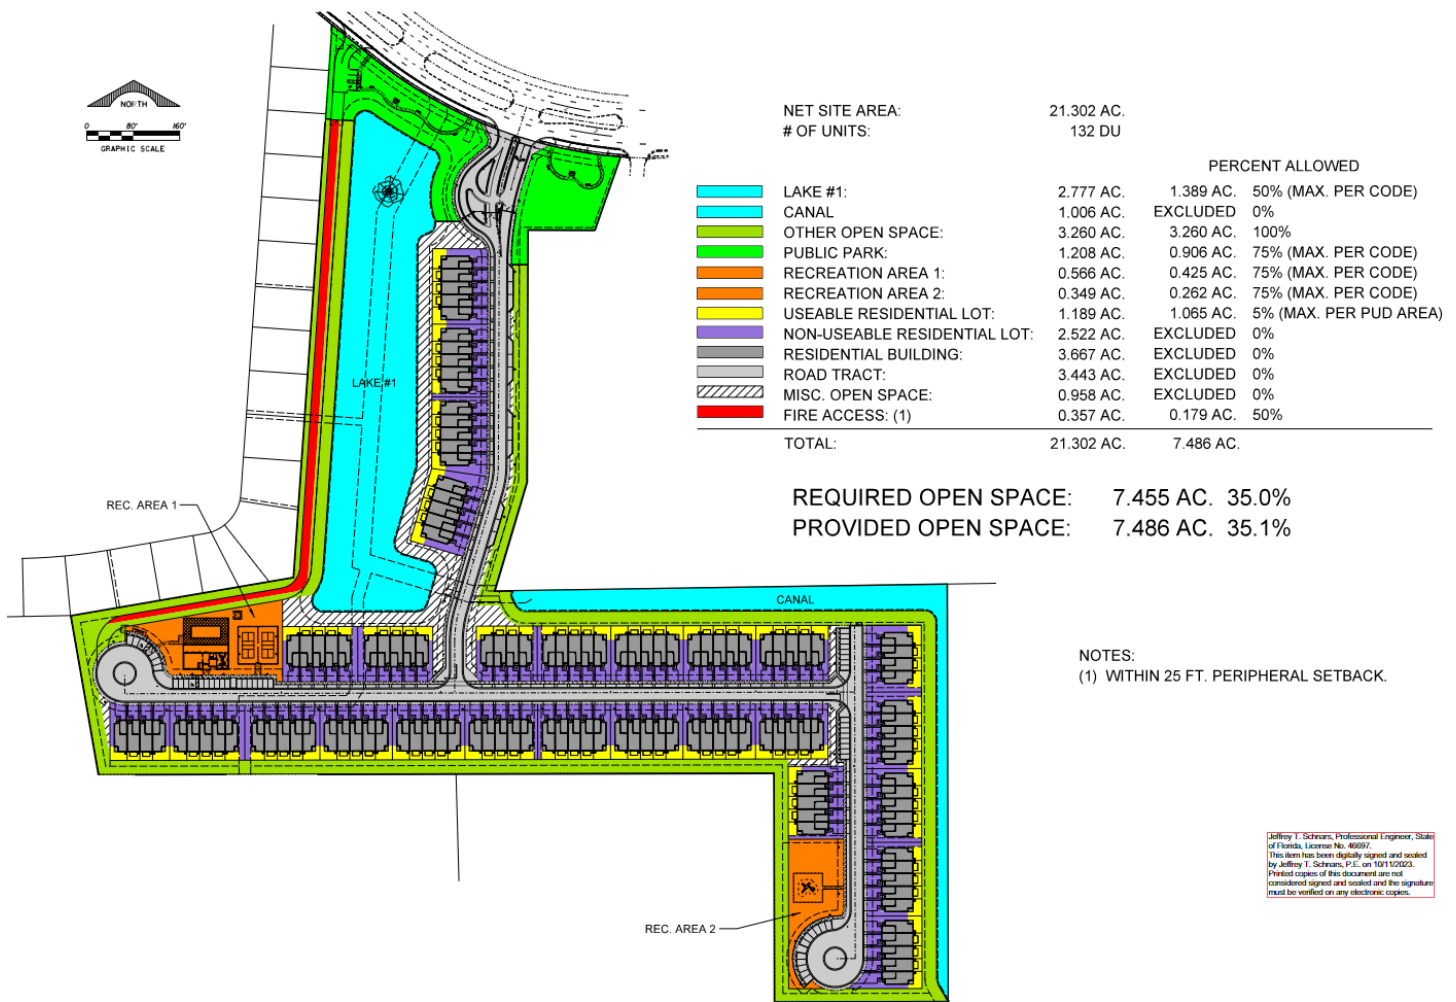 NORTH
0 80' 160'
GRAPHIC SCALE
NET SITE AREA: 21.302 AC.
# OF UNITS: 132 DU
PERCENT ALLOWED
LAKE #1: 2.777 AC. 1.389 AC. 50% (MAX. PER CODE)
CANAL 1.006 AC. EXCLUDED 0%
OTHER OPEN SPACE: 3.260 AC. 3.260 AC. 100%
PUBLIC PARK: 1.208 AC. 0.906 AC. 75% (MAX. PER CODE)
RECREATION AREA 1: 0.566 AC. 0.425 AC. 75% (MAX. PER CODE)
RECREATION AREA 2: 0.349 AC. 0.262 AC. 75% (MAX. PER CODE)
USEABLE RESIDENTIAL LOT: 1.189 AC. 1.065 AC. 5% (MAX. PER PUD AREA)
NON-USEABLE RESIDENTIAL LOT: 2.522 AC. EXCLUDED 0%
RESIDENTIAL BUILDING: 3.667 AC. EXCLUDED 0%
ROAD TRACT: 3.443 AC. EXCLUDED 0%
MISC. OPEN SPACE: 0.958 AC. EXCLUDED 0%
FIRE ACCESS: (1) 0.357 AC. 0.179 AC. 50%
TOTAL: 21.302 AC. 7.486 AC.
REQUIRED OPEN SPACE: 7.455 AC. 35.0%
PROVIDED OPEN SPACE: 7.486 AC. 35.1%
LAKE #1
REC. AREA 1
CANAL
NOTES:
(1) WITHIN 25 FT. PERIPHERAL SETBACK.
REC. AREA 2
Jeffrey T. Schnars, Professional Engineer, State
of Florida, License No. 46697.
This item has been digitally signed and sealed
by Jeffrey T. Schnars, P.E. on 10/11/2023.
Printed copies of this document are not
considered signed and sealed and the signature
must be verified on any electronic copies.